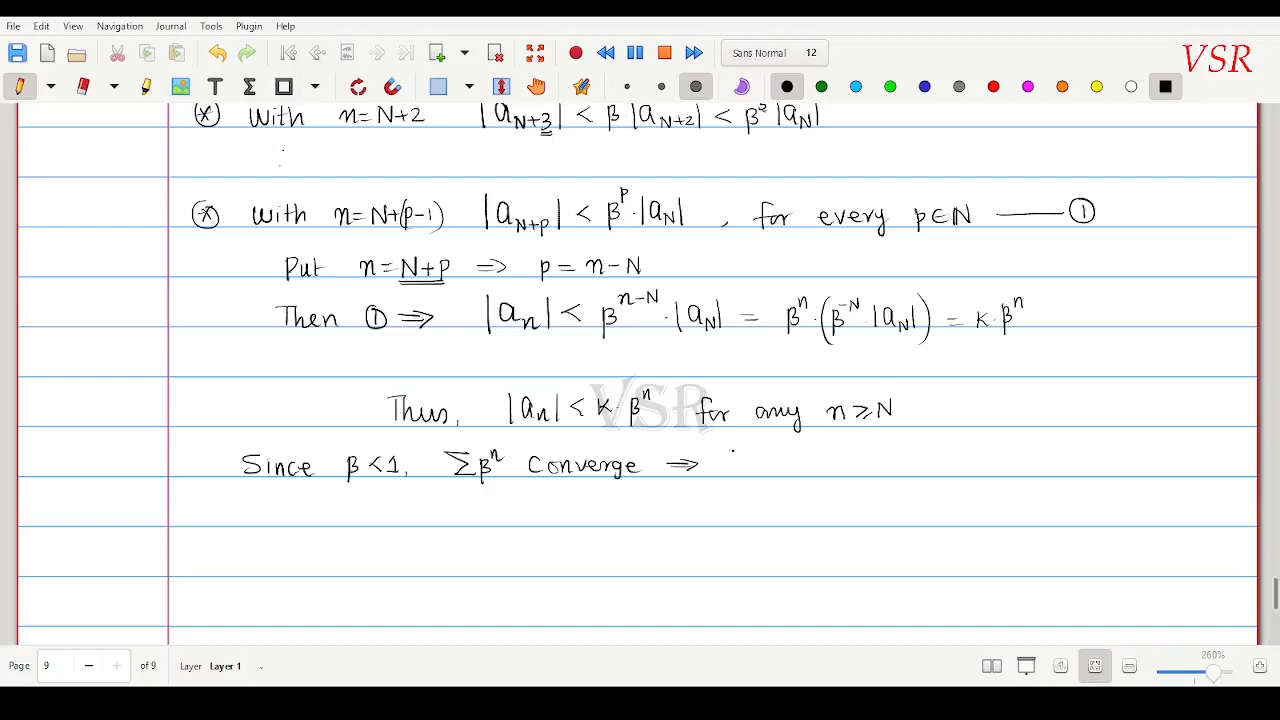 File Edit View Navigation Journal Tools Plugin Help
Sans Normal 12
VSR
(*) With n=N+2 |a_{N+3}| < β·|a_{N+2}| < β^2 |a_N|
⋮
(*) With n=N+(p-1) |a_{N+p}| < β^p·|a_N| , for every p∈N —— ①
Put n=N+p ⇒ p = n-N
Then ① ⇒ |a_n| < β^{n-N}·|a_N| = β^n·(β^{-N}·|a_N|) = K·β^n
VSR
Thus, |a_n| < K·β^n for any n≥N
Since β<1, Σβ^n Converge ⇒
Page 9 of 9 Layer Layer 1 260%